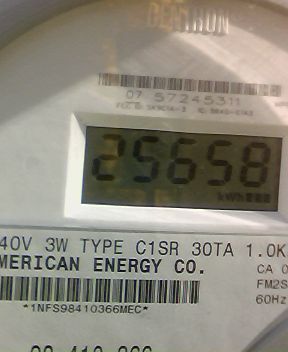 CENTRON
07 57245311
25658
kWh
40V 3W TYPE C1SR 30TA 1.0K
MERICAN ENERGY CO.
CA 0
FM2S
60Hz
*1NFS98410366MEC*